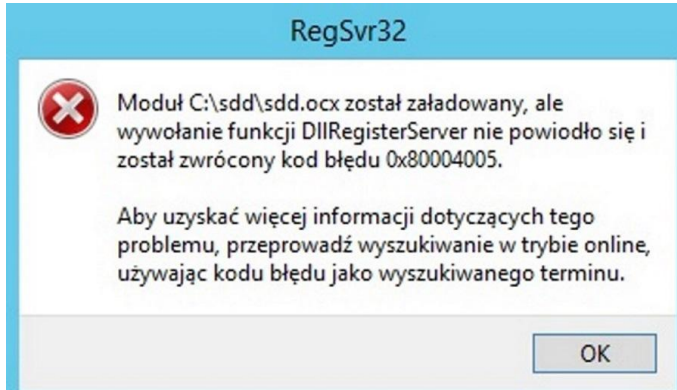 RegSvr32
Moduł C:\sdd\sdd.ocx został załadowany, ale
wywołanie funkcji DllRegisterServer nie powiodło się i
został zwrócony kod błędu 0x80004005.
Aby uzyskać więcej informacji dotyczących tego
problemu, przeprowadź wyszukiwanie w trybie online,
używając kodu błędu jako wyszukiwanego terminu.
OK